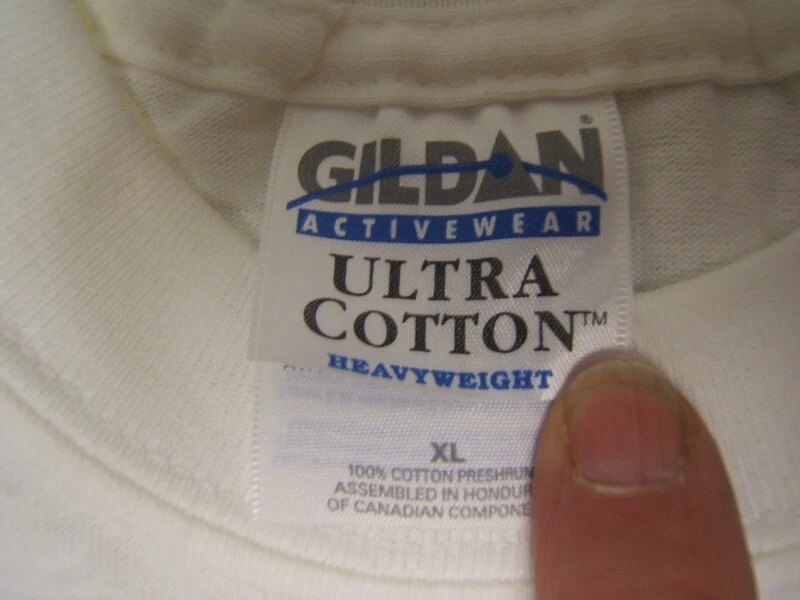 GILDAN®
ACTIVEWEAR
ULTRA
COTTON™
HEAVYWEIGHT
XL
100% COTTON PRESHRUN
ASSEMBLED IN HONDUR
OF CANADIAN COMPONE